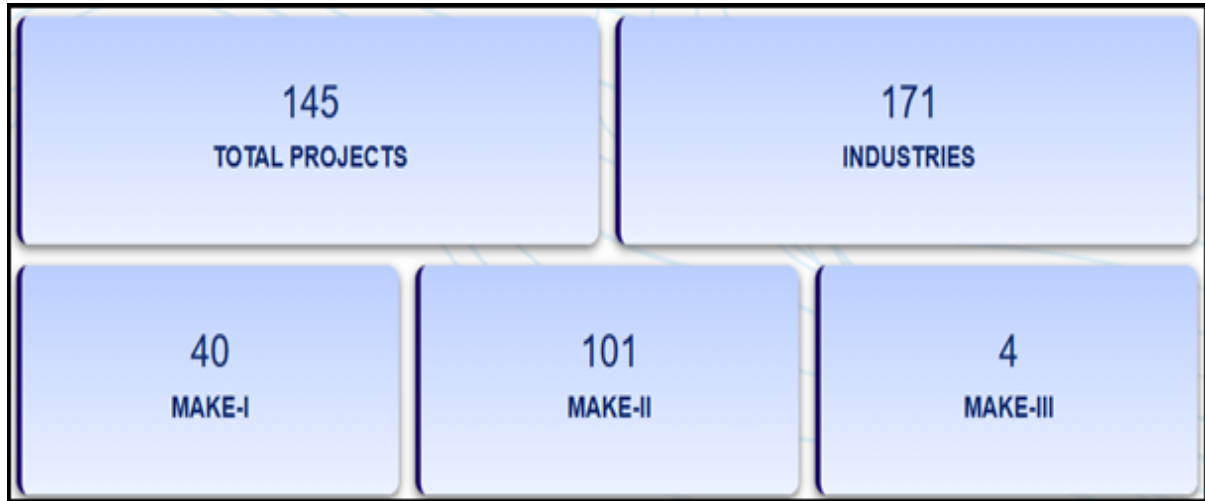 145
TOTAL PROJECTS
171
INDUSTRIES
40
MAKE-I
101
MAKE-II
4
MAKE-III